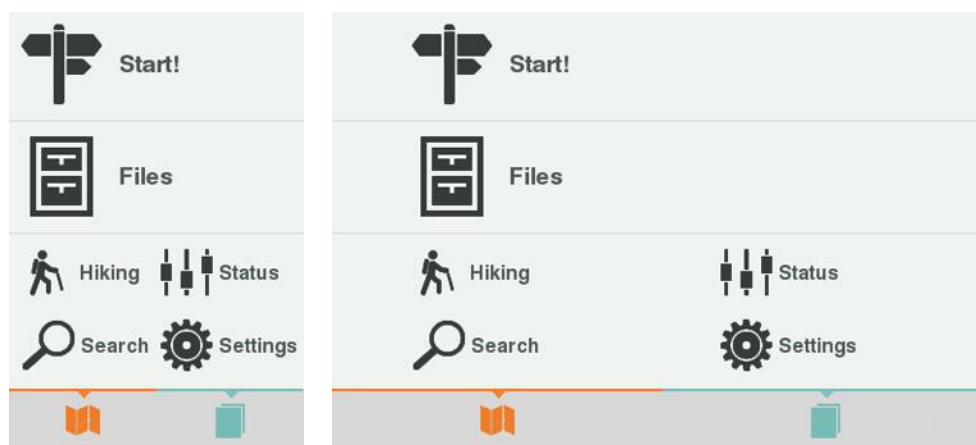 Start!
Files
Hiking
Status
Search
Settings
Start!
Files
Hiking
Status
Search
Settings